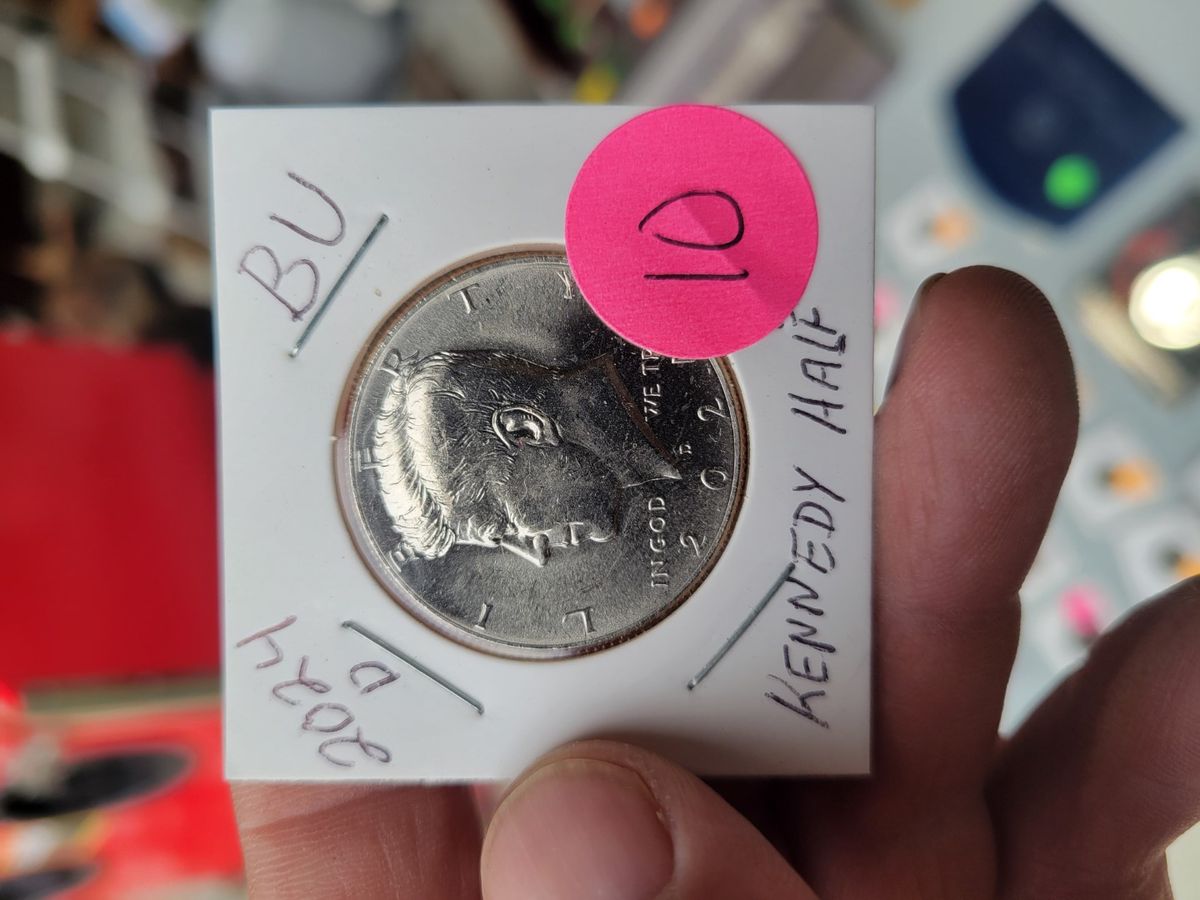 BU
10
2024
D
KENNEDY HALF
LIBERTY
IN GOD WE TR
D
202